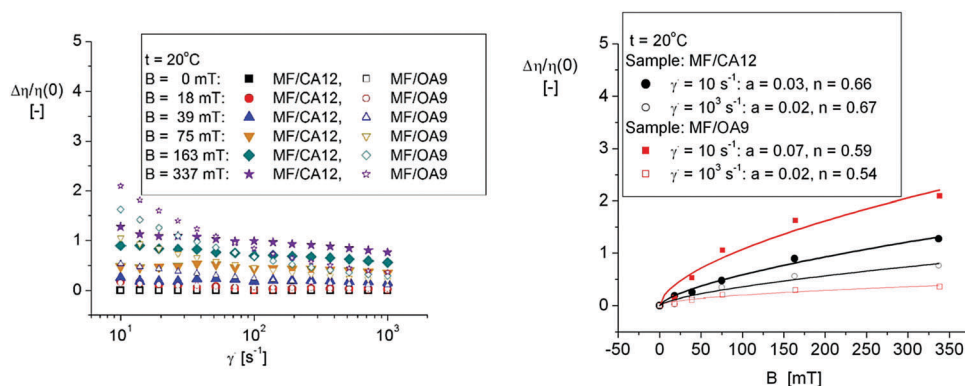 5
4
3
2
1
0
Δη/η(0)
[-]
t = 20°C
B = 0 mT: MF/CA12, MF/OA9
B = 18 mT: MF/CA12, MF/OA9
B = 39 mT: MF/CA12, MF/OA9
B = 75 mT: MF/CA12, MF/OA9
B = 163 mT: MF/CA12, MF/OA9
B = 337 mT: MF/CA12, MF/OA9
10¹ 10² 10³
γ˙ [s⁻¹]
5
4
3
2
1
0
Δη/η(0)
[-]
t = 20°C
Sample: MF/CA12
γ˙ = 10 s⁻¹: a = 0.03, n = 0.66
γ˙ = 10³ s⁻¹: a = 0.02, n = 0.67
Sample: MF/OA9
γ˙ = 10 s⁻¹: a = 0.07, n = 0.59
γ˙ = 10³ s⁻¹: a = 0.02, n = 0.54
-50 0 50 100 150 200 250 300 350
B [mT]